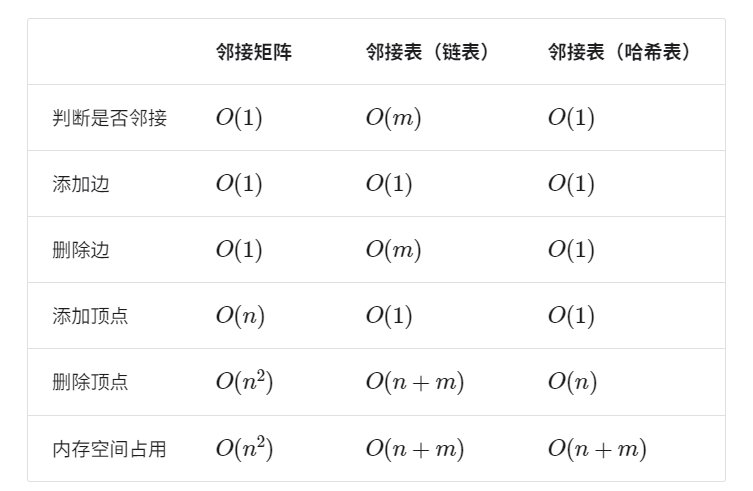 邻接矩阵 邻接表（链表） 邻接表（哈希表）
判断是否邻接 O(1) O(m) O(1)
添加边 O(1) O(1) O(1)
删除边 O(1) O(m) O(1)
添加顶点 O(n) O(1) O(1)
删除顶点 O(n²) O(n + m) O(n)
内存空间占用 O(n²) O(n + m) O(n + m)